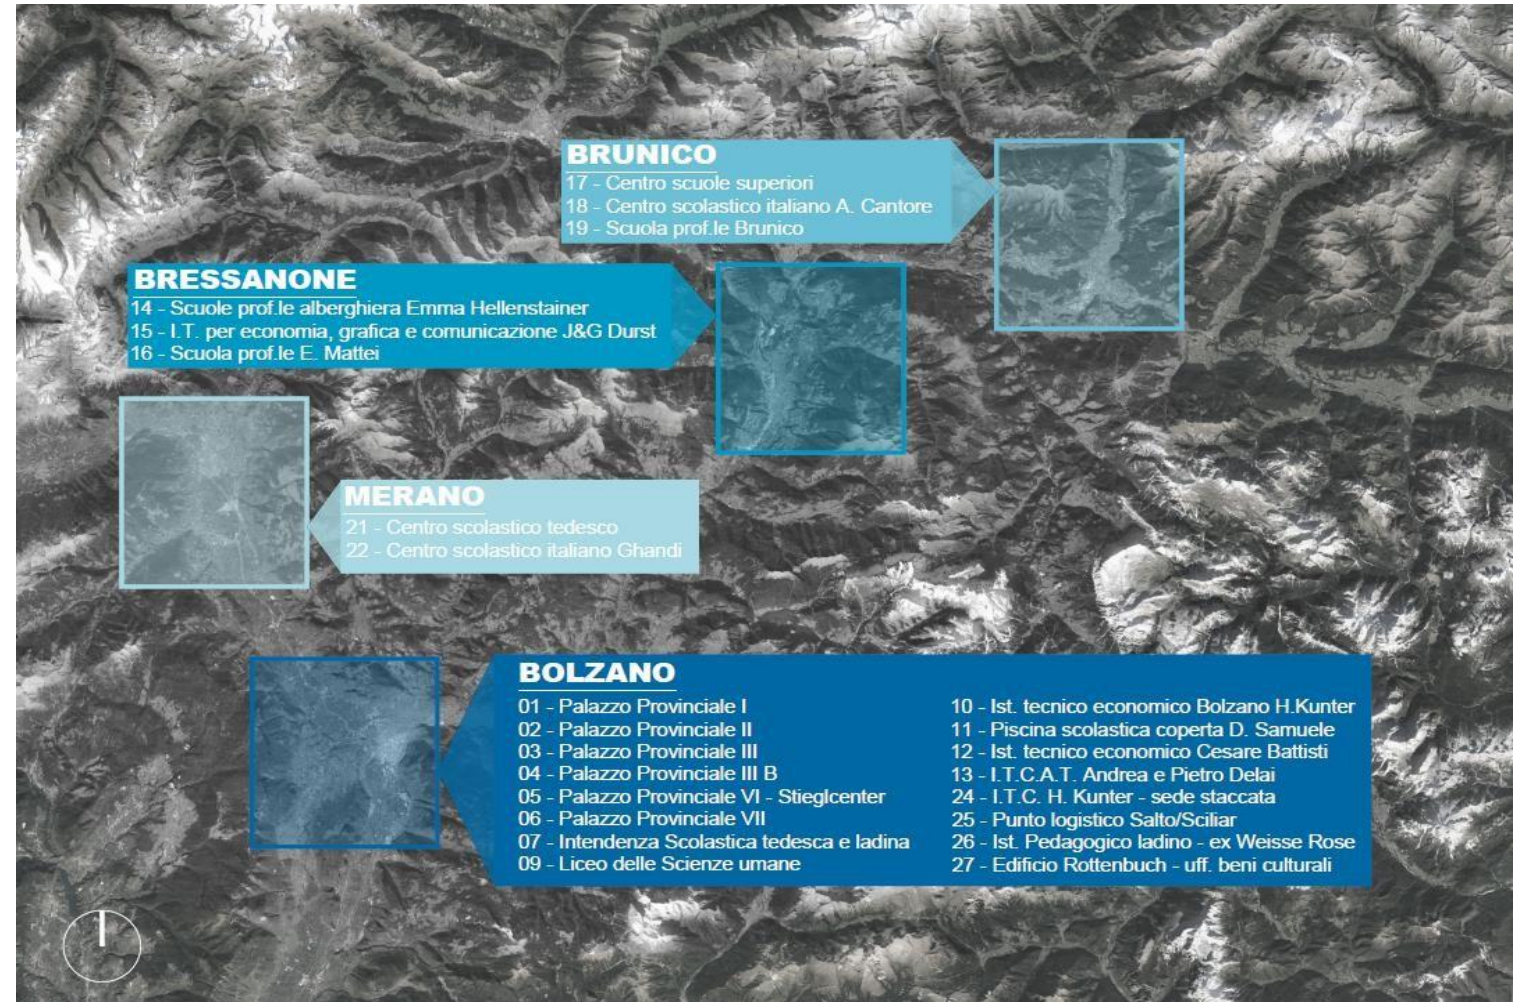 BRUNICO
17 - Centro scuole superiori
18 - Centro scolastico italiano A. Cantore
19 - Scuola prof.le Brunico
BRESSANONE
14 - Scuole prof.le alberghiera Emma Hellenstainer
15 - I.T. per economia, grafica e comunicazione J&G Durst
16 - Scuola prof.le E. Mattei
MERANO
21 - Centro scolastico tedesco
22 - Centro scolastico italiano Ghandi
BOLZANO
01 - Palazzo Provinciale I
02 - Palazzo Provinciale II
03 - Palazzo Provinciale III
04 - Palazzo Provinciale III B
05 - Palazzo Provinciale VI - Stieglcenter
06 - Palazzo Provinciale VII
07 - Intendenza Scolastica tedesca e ladina
09 - Liceo delle Scienze umane
10 - Ist. tecnico economico Bolzano H.Kunter
11 - Piscina scolastica coperta D. Samuele
12 - Ist. tecnico economico Cesare Battisti
13 - I.T.C.A.T. Andrea e Pietro Delai
24 - I.T.C. H. Kunter - sede staccata
25 - Punto logistico Salto/Sciliar
26 - Ist. Pedagogico ladino - ex Weisse Rose
27 - Edificio Rottenbuch - uff. beni culturali